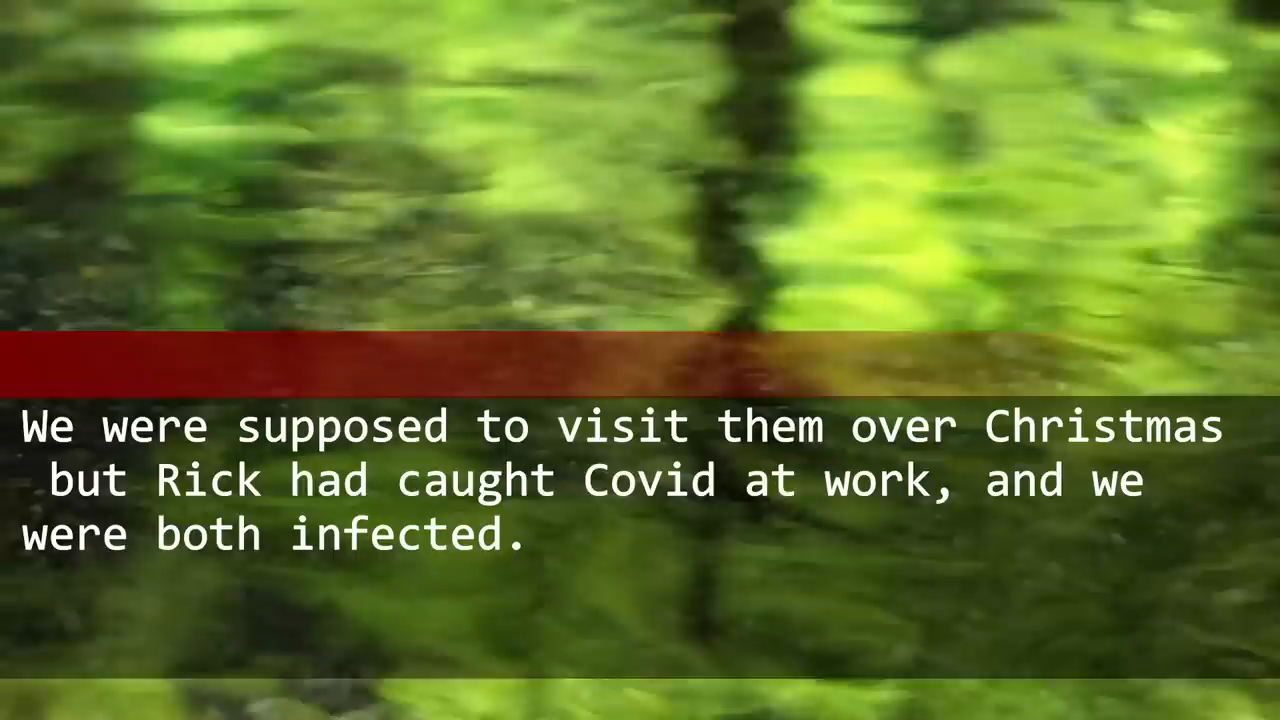 We were supposed to visit them over Christmas
but Rick had caught Covid at work, and we
were both infected.